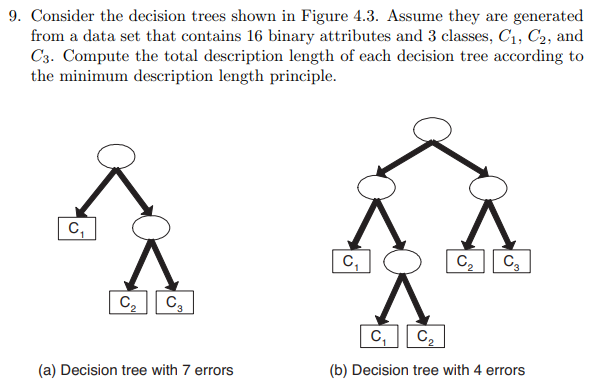 9. Consider the decision trees shown in Figure 4.3. Assume they are generated
from a data set that contains 16 binary attributes and 3 classes, C₁, C₂, and
C₃. Compute the total description length of each decision tree according to
the minimum description length principle.
C₁
C₂ C₃
C₁ C₂ C₃
C₁ C₂
(a) Decision tree with 7 errors (b) Decision tree with 4 errors